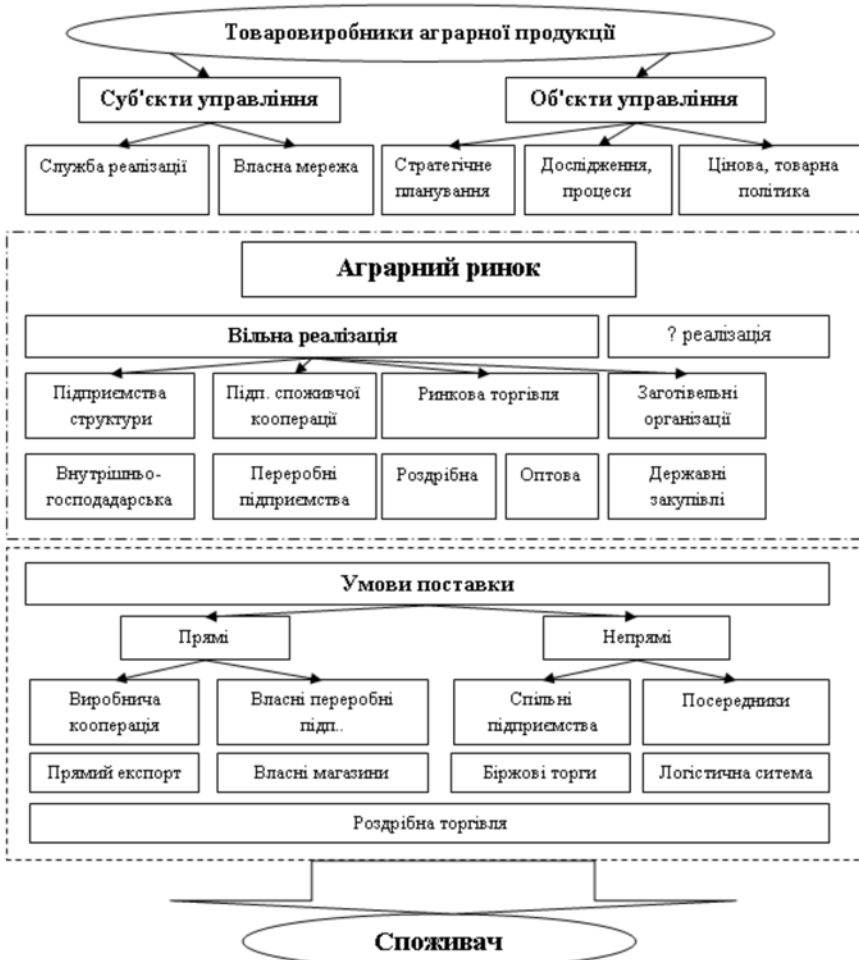 Товаровиробники аграрної продукції
Суб'єкти управління
Об'єкти управління
Служба реалізації
Власна мережа
Стратегічне
планування
Дослідження,
процеси
Цінова, товарна
політика
Аграрний ринок
Вільна реалізація
? реалізація
Підприємства
структури
Підп. споживчої
кооперації
Ринкова торгівля
Заготівельні
організації
Внутрішньо-
господадарська
Переробні
підприємства
Роздрібна
Оптова
Державні
закупівлі
Умови поставки
Прямі
Непрямі
Виробнича
кооперація
Власні переробні
підп..
Спільні
підприємства
Посередники
Прямий експорт
Власні магазини
Біржові торги
Логістична ситема
Роздрібна торгівля
Споживач